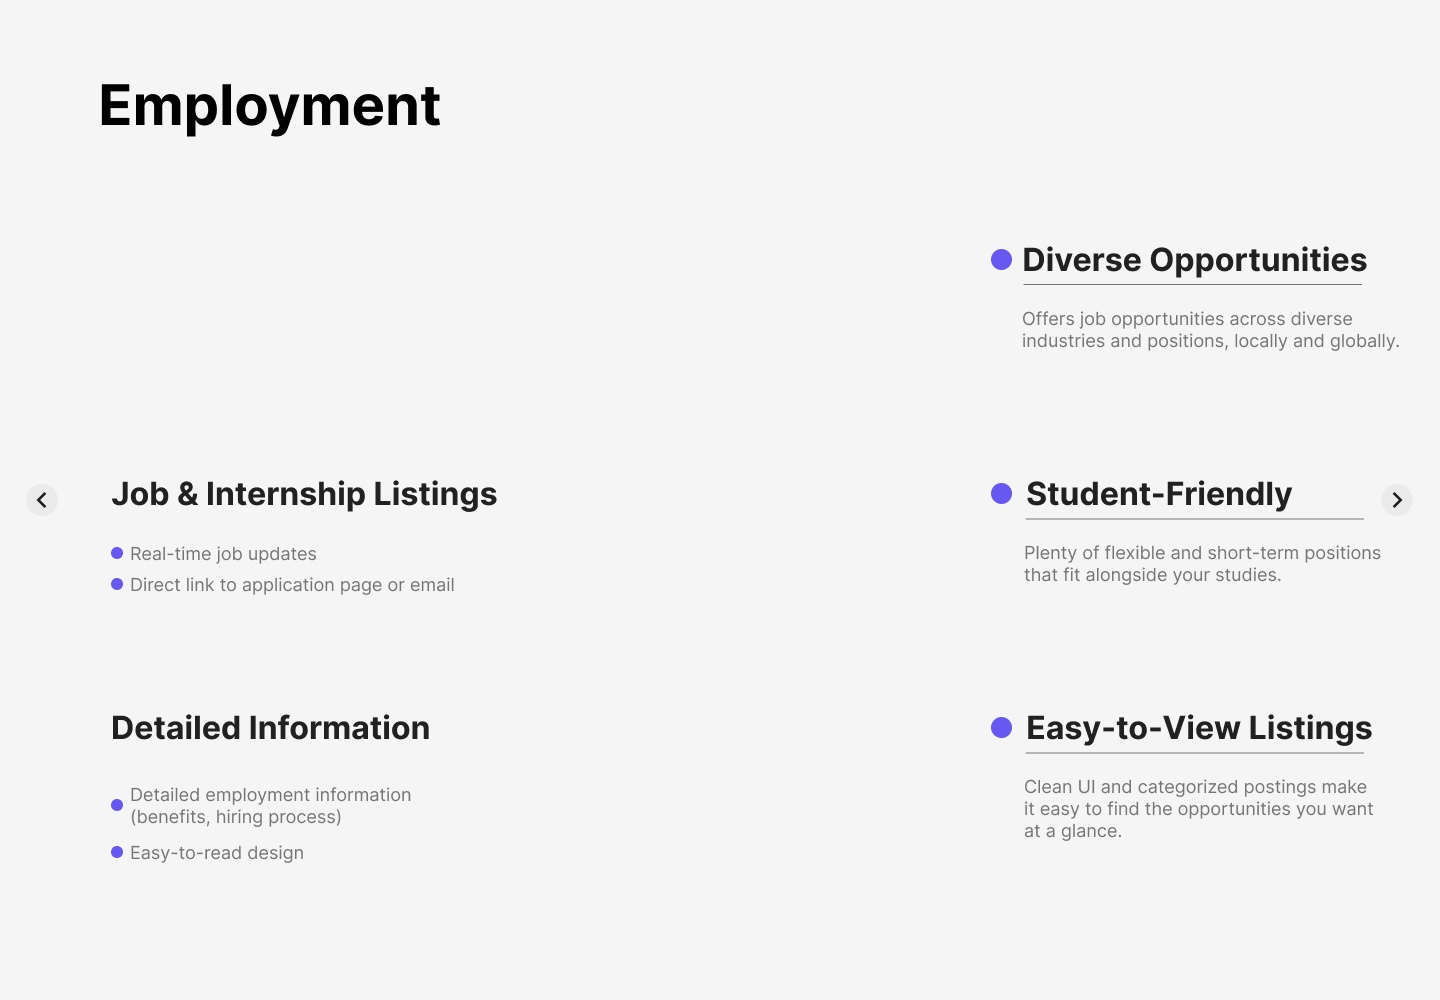 Employment
Job & Internship Listings
Real-time job updates
Direct link to application page or email
Detailed Information
Detailed employment information
(benefits, hiring process)
Easy-to-read design
Diverse Opportunities
Offers job opportunities across diverse
industries and positions, locally and globally.
Student-Friendly
Plenty of flexible and short-term positions
that fit alongside your studies.
Easy-to-View Listings
Clean UI and categorized postings make
it easy to find the opportunities you want
at a glance.